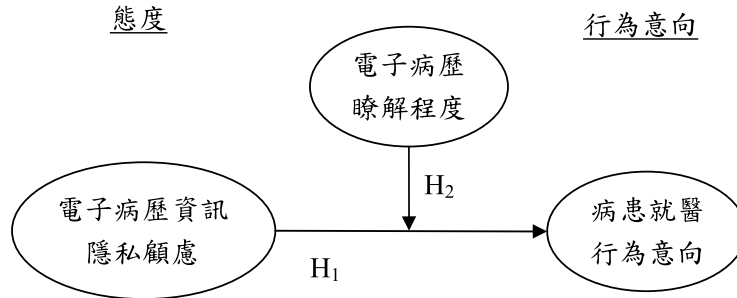 態度
行為意向
電子病歷
瞭解程度
H₂
電子病歷資訊
隱私顧慮
病患就醫
行為意向
H₁